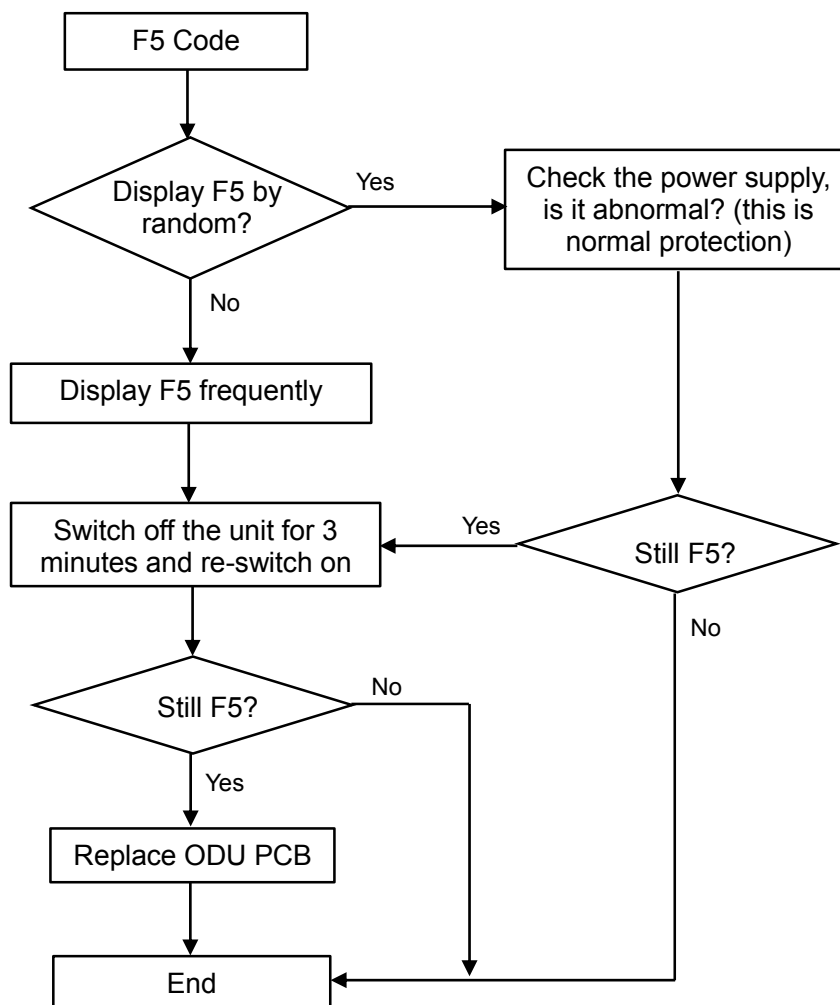 F5 Code
Display F5 by
random?
Yes
Check the power supply,
is it abnormal? (this is
normal protection)
No
Display F5 frequently
Switch off the unit for 3
minutes and re-switch on
Yes
Still F5?
No
Still F5?
No
Yes
Replace ODU PCB
End